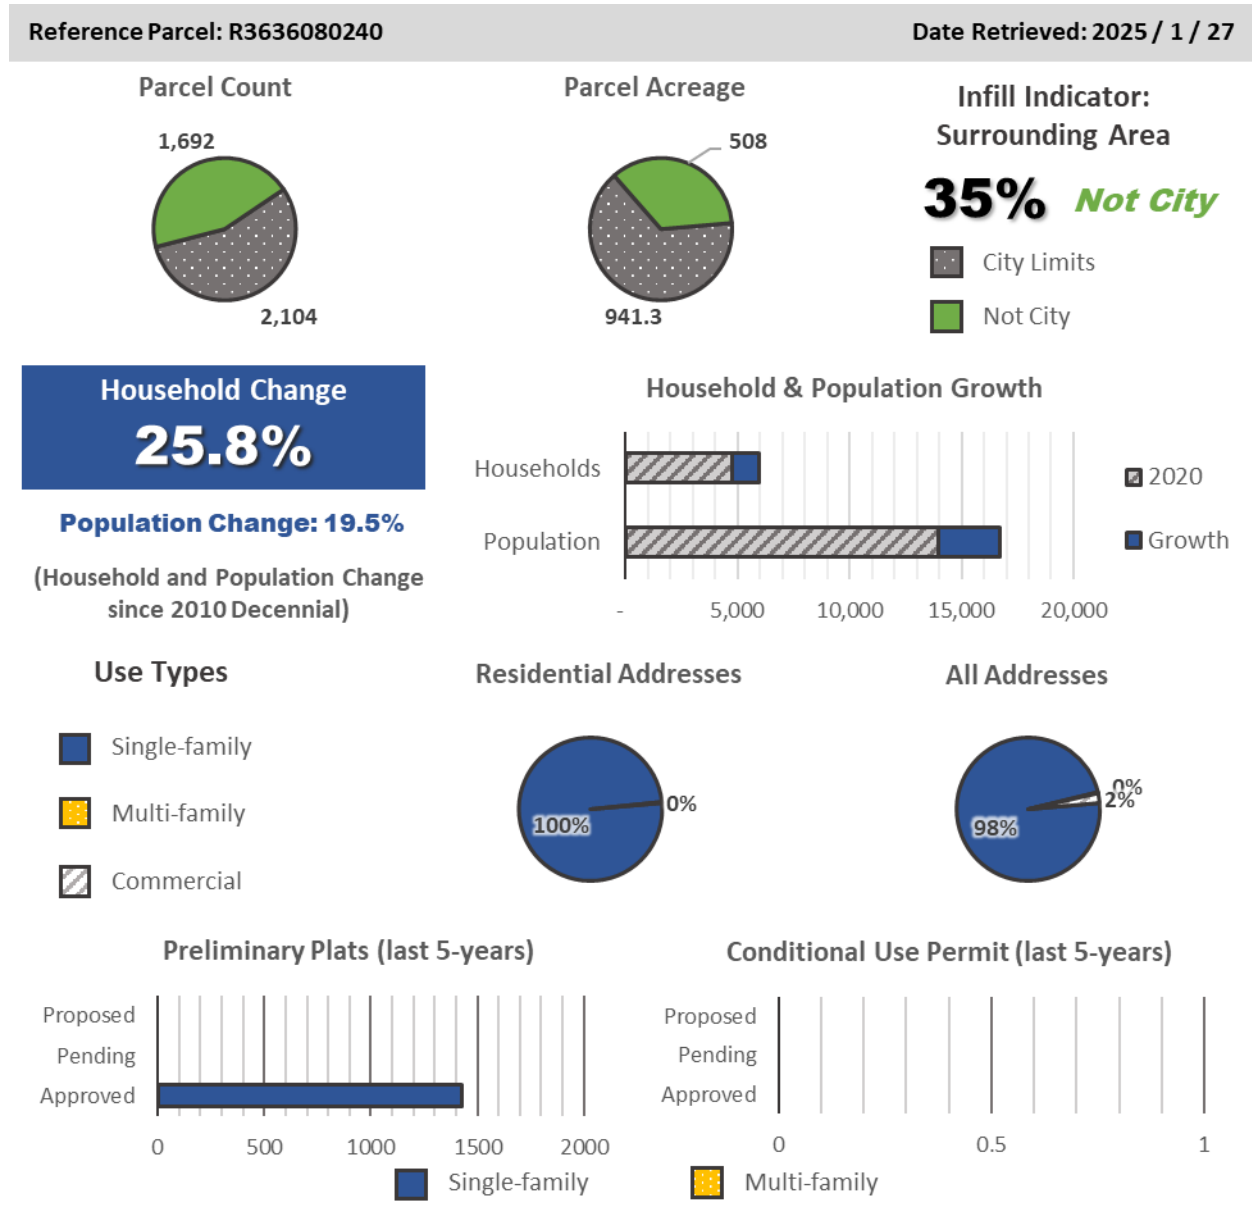 Reference Parcel: R3636080240
Date Retrieved: 2025 / 1 / 27
Parcel Count
1,692
2,104
Parcel Acreage
508
941.3
Infill Indicator:
Surrounding Area
35% Not City
City Limits
Not City
Household Change
25.8%
Population Change: 19.5%
(Household and Population Change
since 2010 Decennial)
Household & Population Growth
Households
Population
- 5,000 10,000 15,000 20,000
2020
Growth
Use Types
Single-family
Multi-family
Commercial
Residential Addresses
0%
100%
All Addresses
0%
2%
98%
Preliminary Plats (last 5-years)
Proposed
Pending
Approved
0 500 1000 1500 2000
Conditional Use Permit (last 5-years)
Proposed
Pending
Approved
0 0.5 1
Single-family
Multi-family